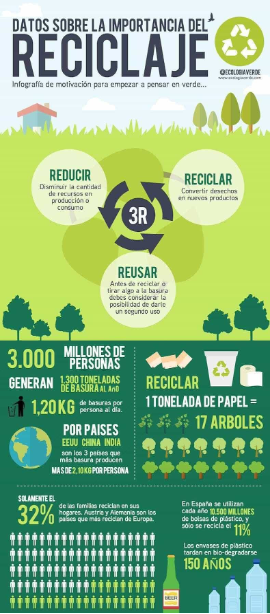 DATOS SOBRE LA IMPORTANCIA DEL
RECICLAJE
Infografía de motivación para empezar a pensar en verde...
@ECOLOGIAVERDE
REDUCIR
Disminuir la cantidad
de recursos en
producción o
consumo
RECICLAR
Convertir desechos
en nuevos productos
3R
REUSAR
Antes de reciclar o
tirar algo a la basura
debes considerar la
posibilidad de darle
un segundo uso
3.000 MILLONES DE
PERSONAS
GENERAN 1.300 TONELADAS
DE BASURA AL AnO
1,20KG de basuras por
persona al día.
POR PAISES
EEUU CHINA INDIA
son los 3 países que
más basura producen
MAS DE 2.10 KG POR PERSONA
RECICLAR
1 TONELADA DE PAPEL =
17 ARBOLES
SOLAMENTE EL
32% de las familias reciclan en sus
hogares. Austria y Alemania son los
países que más reciclan de Europa.
En España se utilizan
cada año 10.500 MILLONES
de bolsas de plástico, y
sólo se recicla el 11%
Los envases de plástico
tardan en bio-degradarse
150 AÑOS